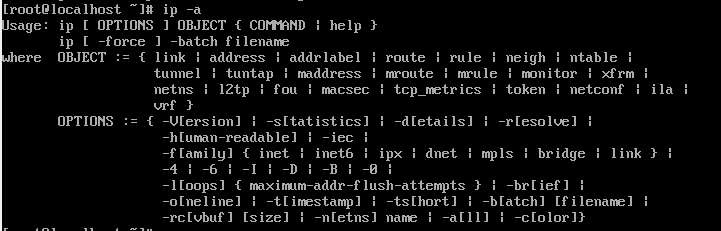 [root@localhost ~]# ip -a
Usage: ip [ OPTIONS ] OBJECT { COMMAND | help }
       ip [ -force ] -batch filename
where  OBJECT := { link | address | addrlabel | route | rule | neigh | ntable |
                   tunnel | tuntap | maddress | mroute | mrule | monitor | xfrm |
                   netns | l2tp | fou | macsec | tcp_metrics | token | netconf | ila |
                   vrf }
       OPTIONS := { -V[ersion] | -s[tatistics] | -d[etails] | -r[esolve] |
                    -h[uman-readable] | -iec |
                    -f[amily] { inet | inet6 | ipx | dnet | mpls | bridge | link } |
                    -4 | -6 | -I | -D | -B | -0 |
                    -l[oops] { maximum-addr-flush-attempts } | -br[ief] |
                    -o[neline] | -t[imestamp] | -ts[hort] | -b[atch] [filename] |
                    -rc[vbuf] [size] | -n[etns] name | -a[ll] | -c[olor]}
[root@localhost ~]#